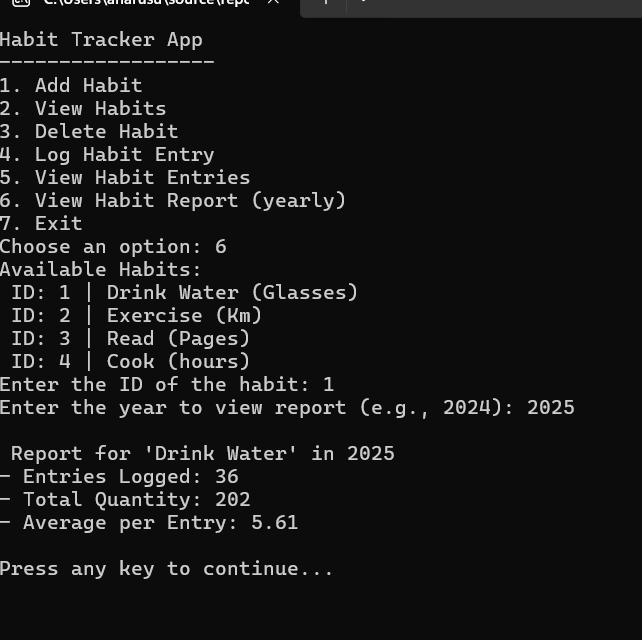 Habit Tracker App
------------------
1. Add Habit
2. View Habits
3. Delete Habit
4. Log Habit Entry
5. View Habit Entries
6. View Habit Report (yearly)
7. Exit
Choose an option: 6
Available Habits:
ID: 1 | Drink Water (Glasses)
ID: 2 | Exercise (Km)
ID: 3 | Read (Pages)
ID: 4 | Cook (hours)
Enter the ID of the habit: 1
Enter the year to view report (e.g., 2024): 2025
Report for 'Drink Water' in 2025
- Entries Logged: 36
- Total Quantity: 202
- Average per Entry: 5.61
Press any key to continue...